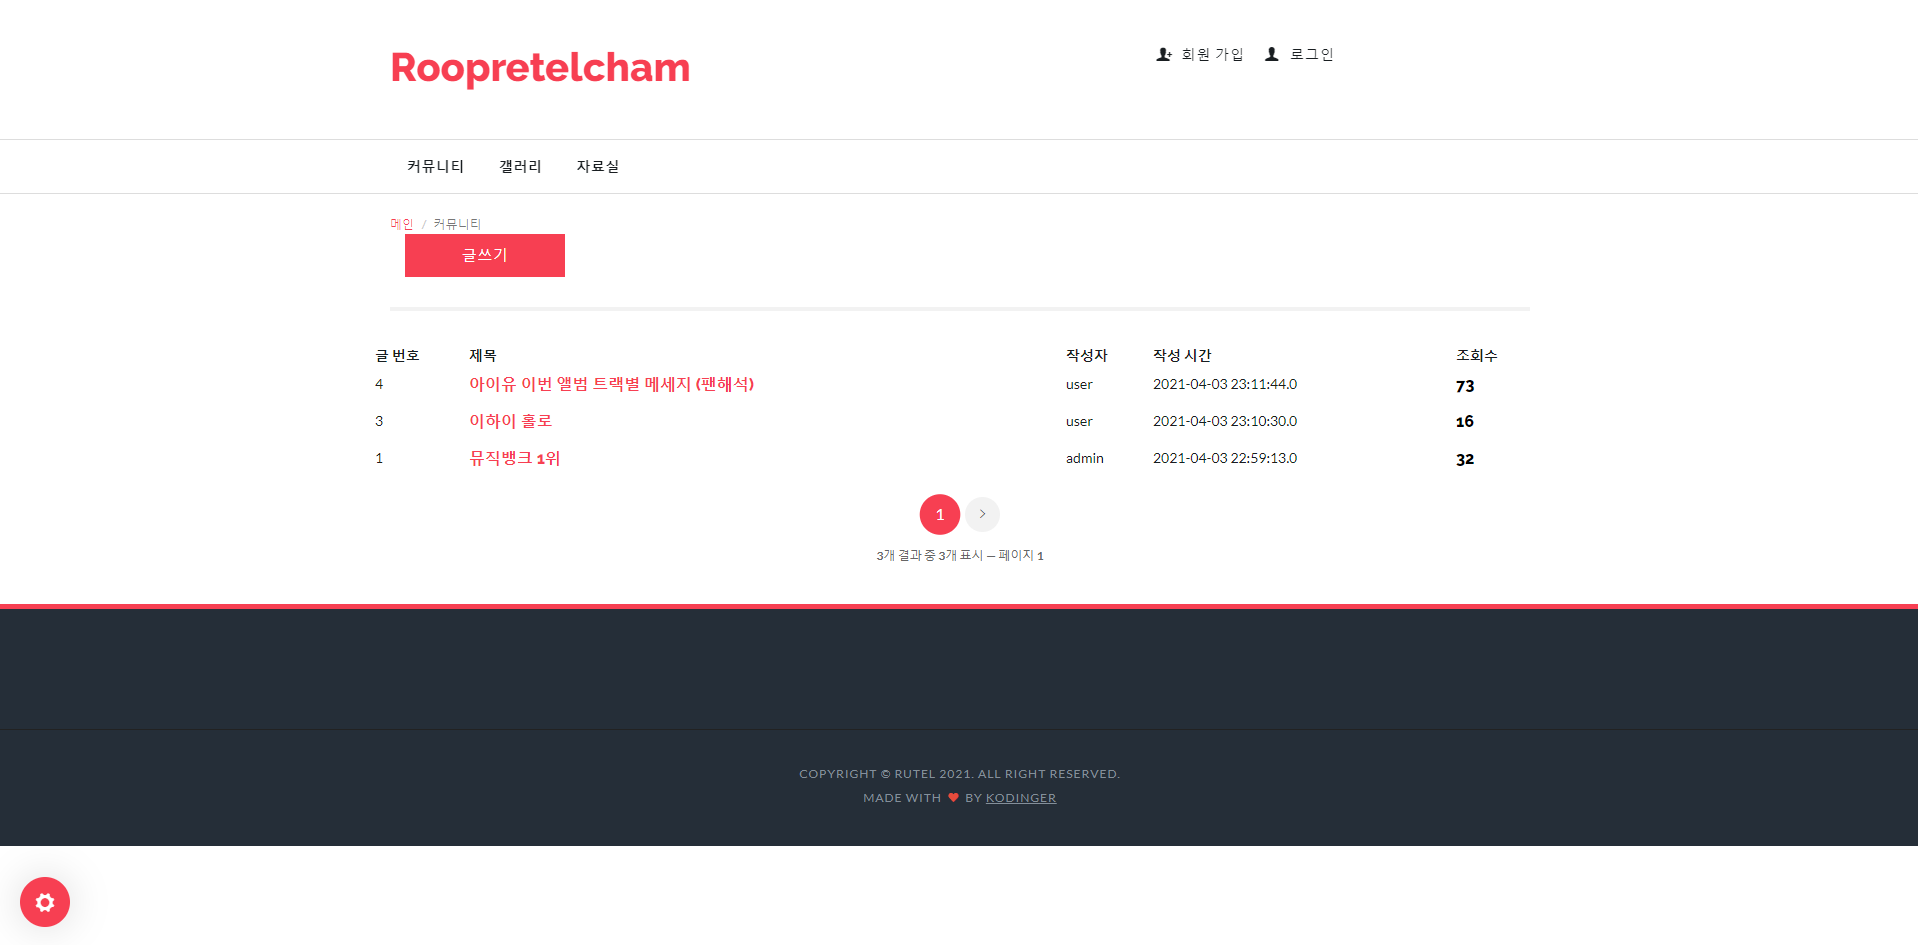 Roopretelcham
회원 가입 로그인
커뮤니티 갤러리 자료실
메인 / 커뮤니티
글쓰기
글 번호 제목 작성자 작성 시간 조회수
4 아이유 이번 앨범 트랙별 메세지 (팬해석) user 2021-04-03 23:11:44.0 73
3 이하이 홀로 user 2021-04-03 23:10:30.0 16
1 뮤직뱅크 1위 admin 2021-04-03 22:59:13.0 32
1 >
3개 결과 중 3개 표시 — 페이지 1
COPYRIGHT © RUTEL 2021. ALL RIGHT RESERVED.
MADE WITH ♥ BY KODINGER